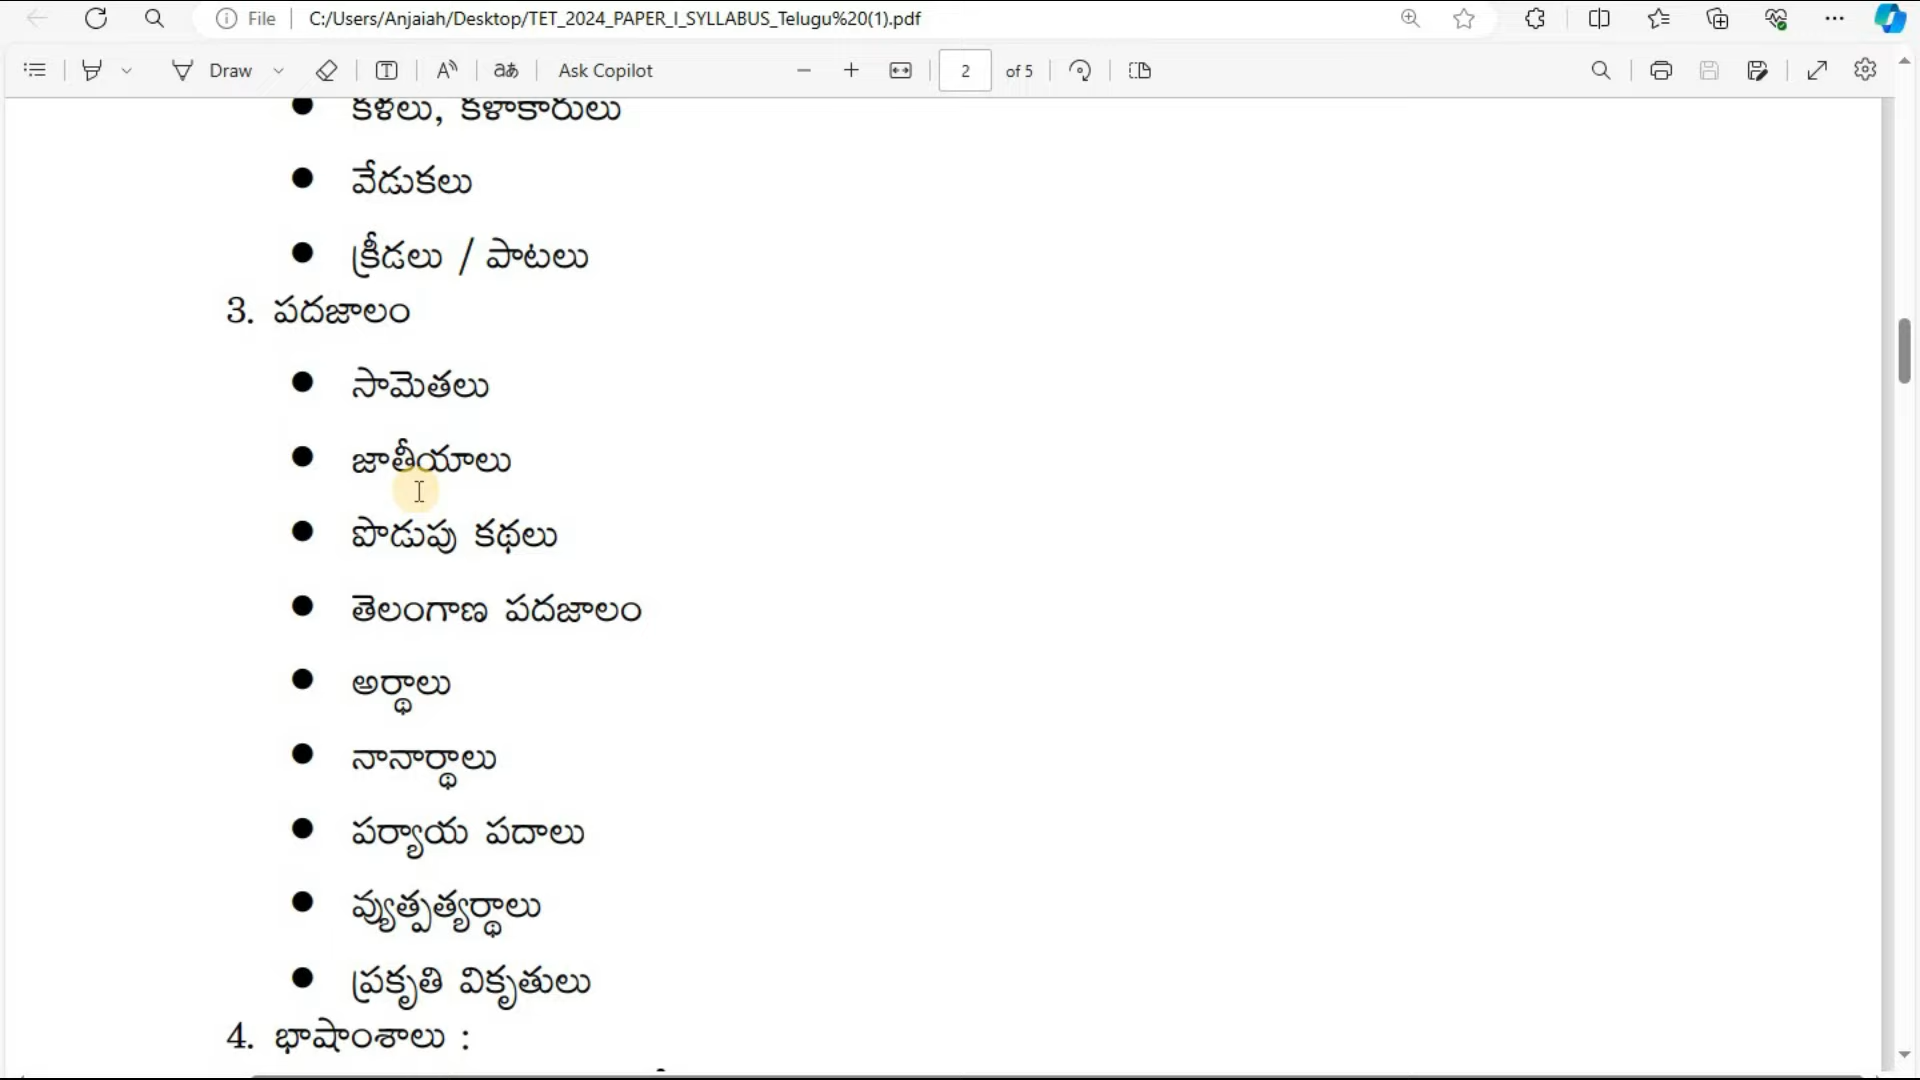 File C:/Users/Anjaiah/Desktop/TET_2024_PAPER_I_SYLLABUS_Telugu%20(1).pdf
Draw Ask Copilot 2 of 5
కళలు, కళాకారులు
వేడుకలు
క్రీడలు / పాటలు
3. పదజాలం
సామెతలు
జాతీయాలు
పొడుపు కథలు
తెలంగాణ పదజాలం
అర్థాలు
నానార్థాలు
పర్యాయ పదాలు
వ్యుత్పత్యర్థాలు
ప్రకృతి వికృతులు
4. భాషాంశాలు :